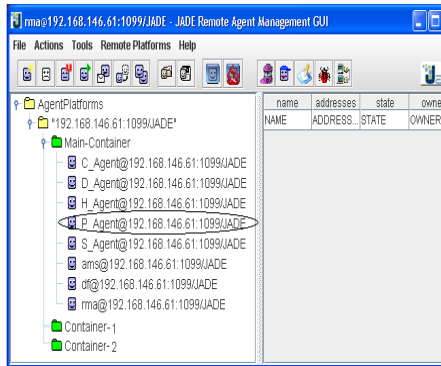 rma@192.168.146.61:1099/JADE - JADE Remote Agent Management GUI
File Actions Tools Remote Platforms Help
AgentPlatforms
"192.168.146.61:1099/JADE"
Main-Container
C_Agent@192.168.146.61:1099/JADE
D_Agent@192.168.146.61:1099/JADE
H_Agent@192.168.146.61:1099/JADE
P_Agent@192.168.146.61:1099/JADE
S_Agent@192.168.146.61:1099/JADE
ams@192.168.146.61:1099/JADE
df@192.168.146.61:1099/JADE
rma@192.168.146.61:1099/JADE
Container-1
Container-2
name addresses state owne
NAME ADDRESS... STATE OWNER